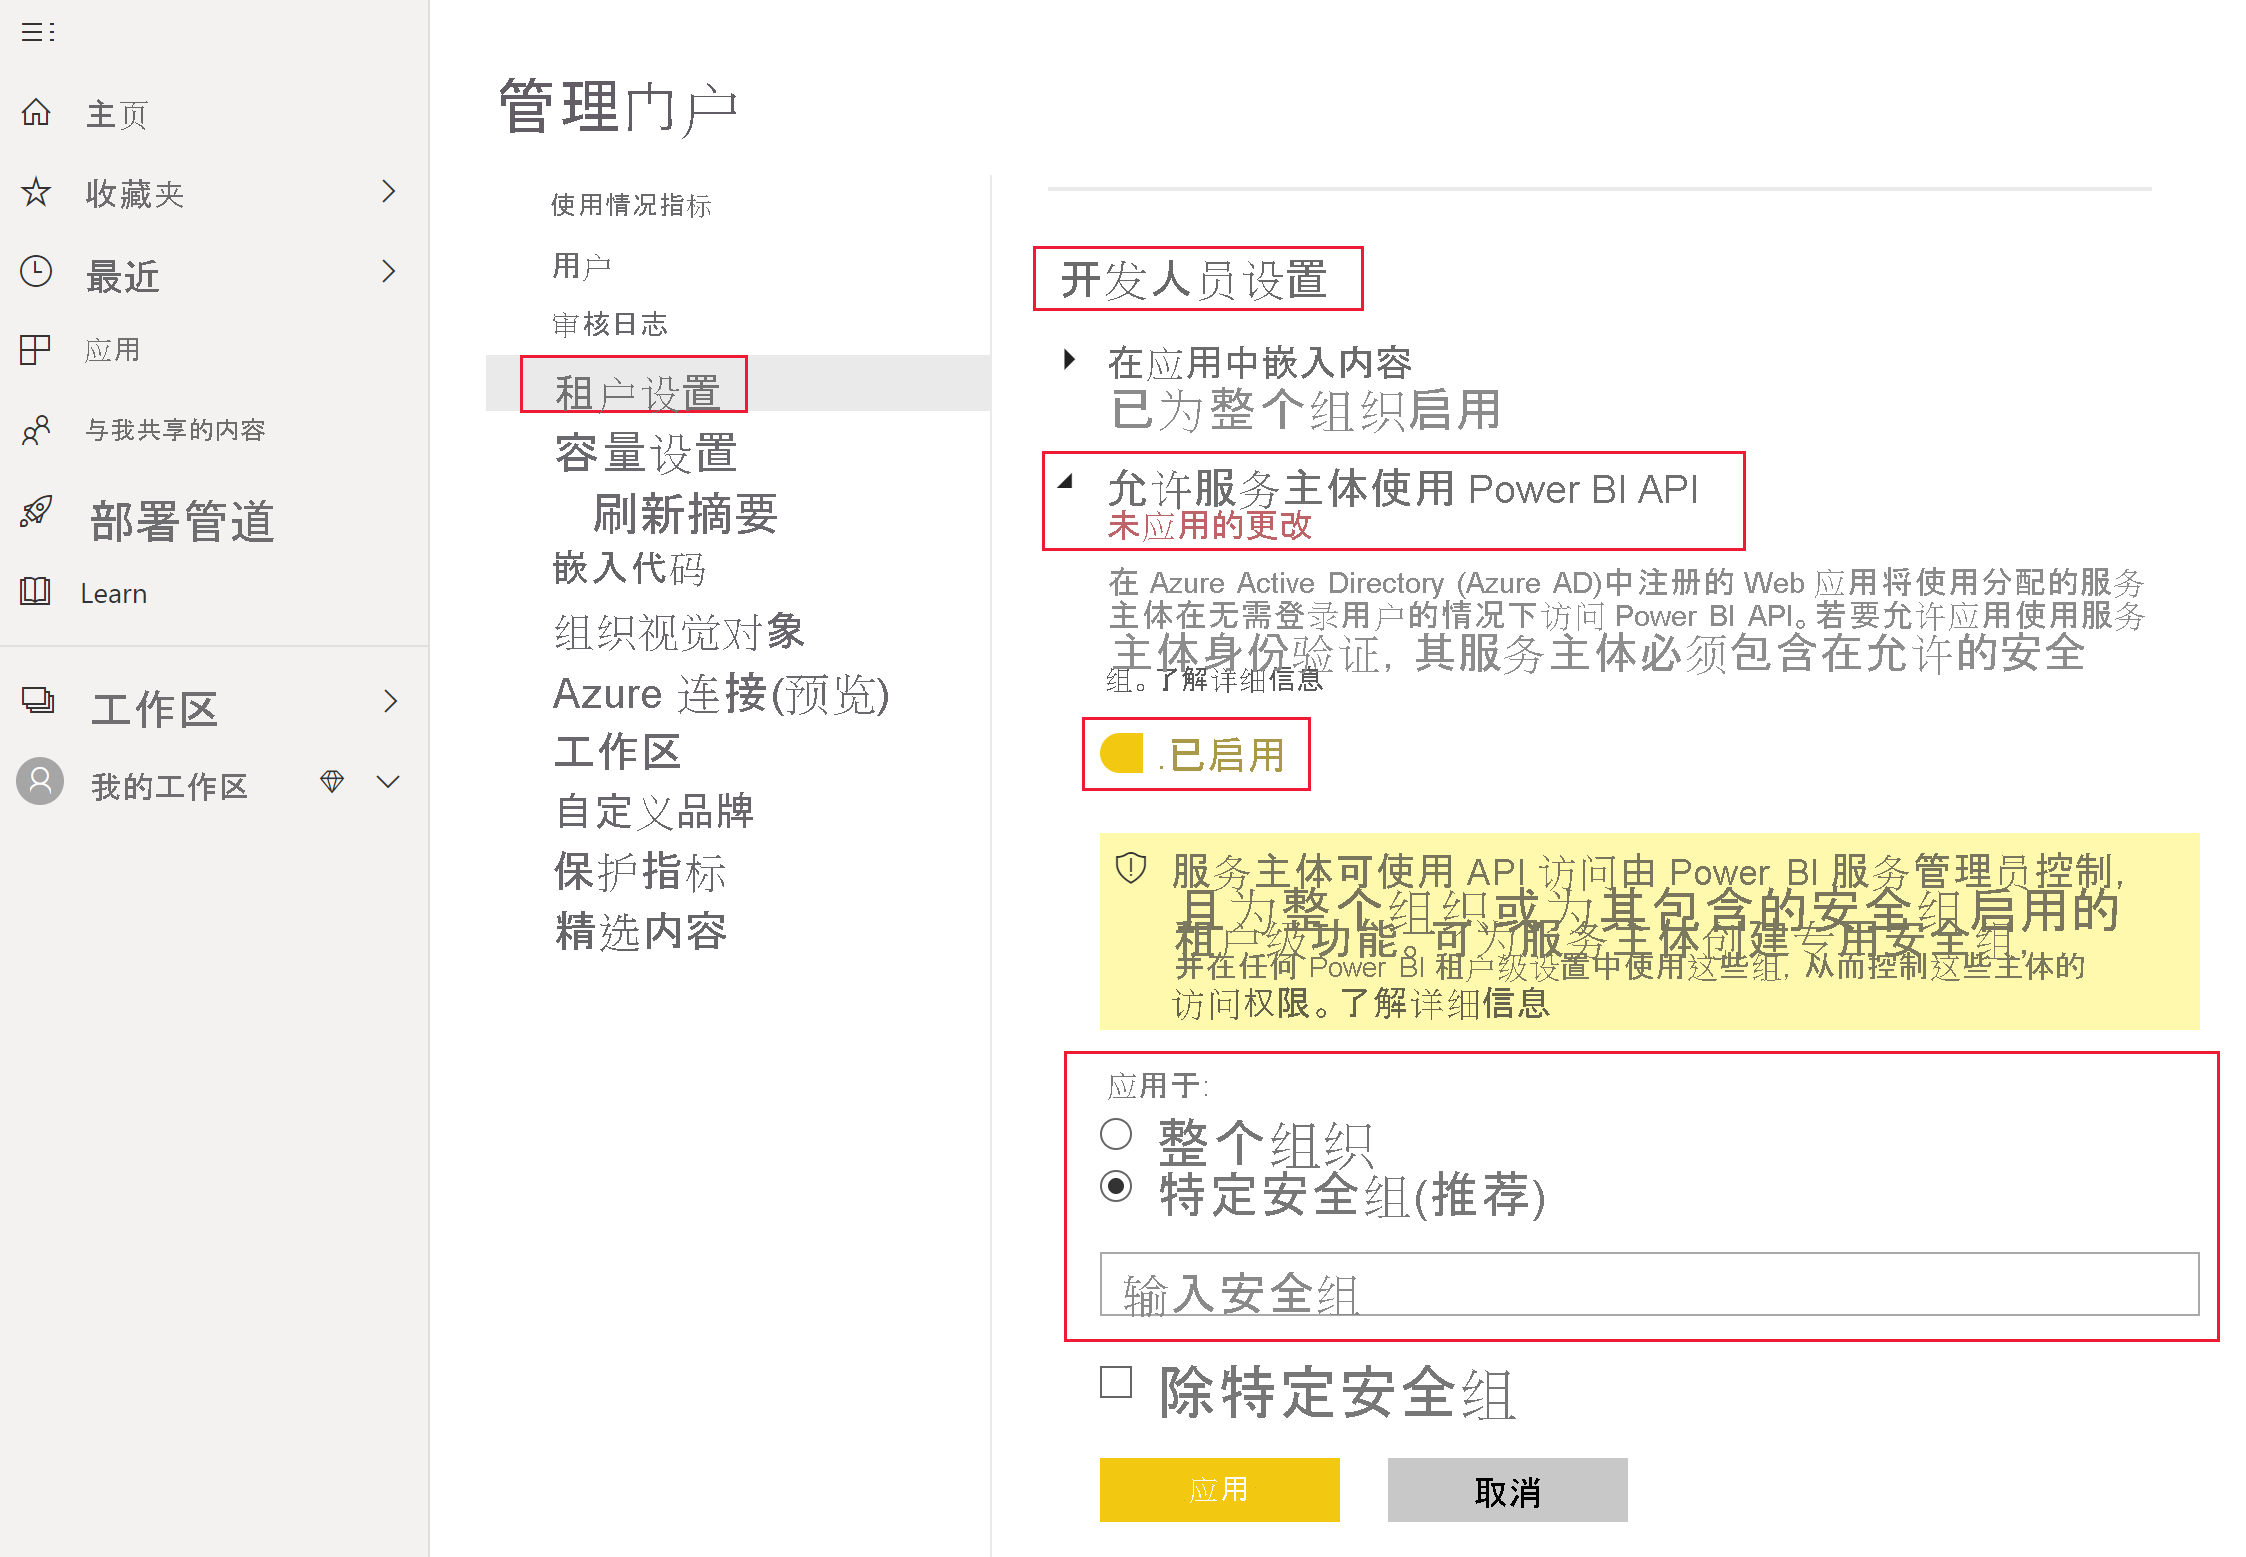 主页
收藏夹
最近
应用
与我共享的内容
部署管道
Learn
工作区
我的工作区
管理门户
使用情况指标
用户
审核日志
租户设置
容量设置
刷新摘要
嵌入代码
组织视觉对象
Azure 连接(预览)
工作区
自定义品牌
保护指标
精选内容
开发人员设置
在应用中嵌入内容
已为整个组织启用
允许服务主体使用 Power BI API
未应用的更改
在 Azure Active Directory (Azure AD)中注册的 Web 应用将使用分配的服务
主体在无需登录用户的情况下访问 Power BI API。若要允许应用使用服务
主体身份验证，其服务主体必须包含在允许的安全
组。了解详细信息
.已启用
服务主体可使用 API 访问由 Power BI 服务管理员控制，
且为整个组织或为其包含的安全组启用的
租户级功能。可为服务主体创建专用安全组，
并在任何 Power BI 租户级设置中使用这些组，从而控制这些主体的
访问权限。了解详细信息
应用于:
整个组织
特定安全组(推荐)
输入安全组
除特定安全组
应用
取消